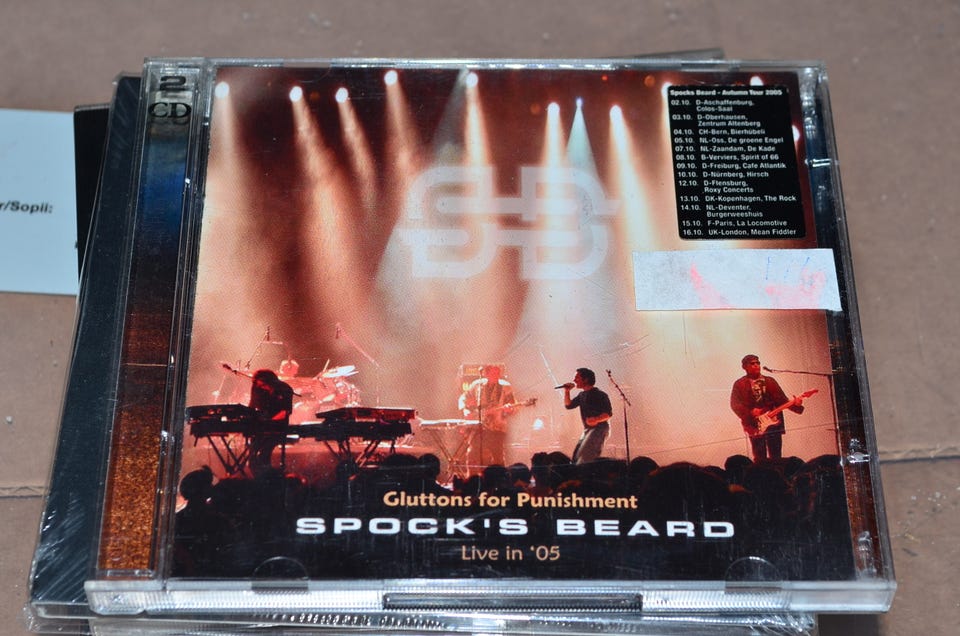 2
CD
r/Sopii:
Spocks Beard - Autumn Tour 2005
02.10. D-Aschaffenburg,
Colos-Saal
03.10. D-Oberhausen,
Zentrum Altenberg
04.10. CH-Bern, Bierhübeli
05.10. NL-Oss, De groene Engel
07.10. NL-Zaandam, De Kade
08.10. B-Verviers, Spirit of 66
09.10. D-Freiburg, Cafe Atlantik
10.10. D-Nürnberg, Hirsch
12.10. D-Flensburg,
Roxy Concerts
13.10. DK-Kopenhagen, The Rock
14.10. NL-Deventer,
Burgerweeshuis
15.10. F-Paris, La Locomotive
16.10. UK-London, Mean Fiddler
SB
Gluttons for Punishment
SPOCK'S BEARD
Live in '05